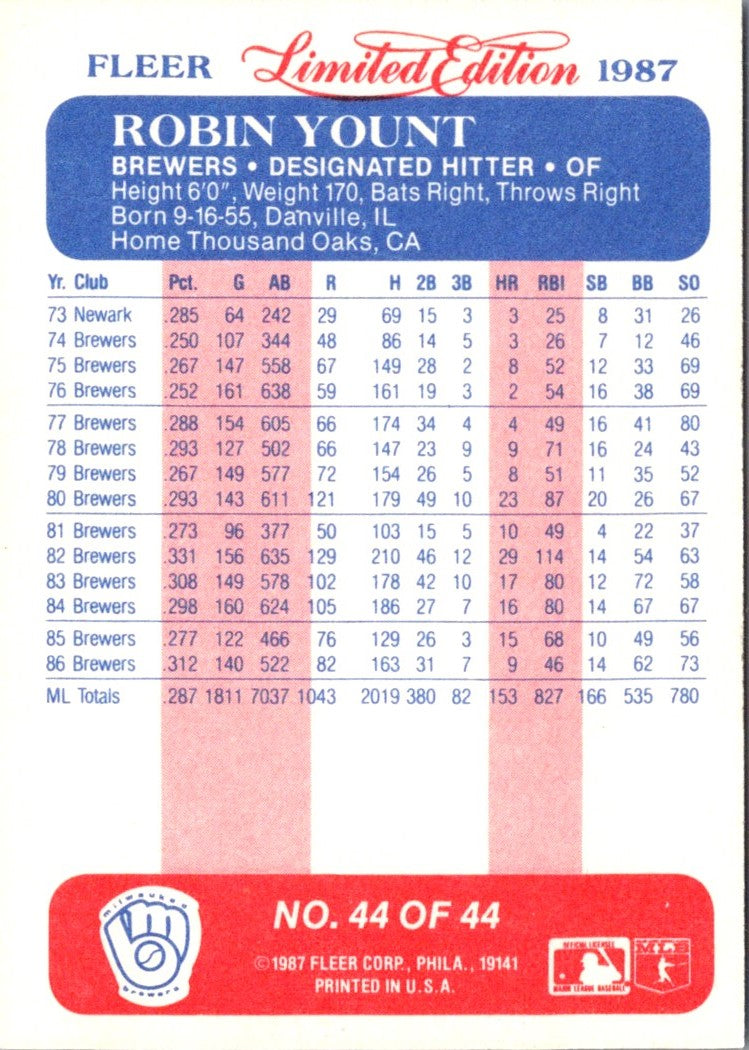 FLEER Limited Edition 1987
ROBIN YOUNT
BREWERS • DESIGNATED HITTER • OF
Height 6'0", Weight 170, Bats Right, Throws Right
Born 9-16-55, Danville, IL
Home Thousand Oaks, CA
Yr. Club Pct. G AB R H 2B 3B HR RBI SB BB SO
73 Newark .285 64 242 29 69 15 3 3 25 8 31 26
74 Brewers .250 107 344 48 86 14 5 3 26 7 12 46
75 Brewers .267 147 558 67 149 28 2 8 52 12 33 69
76 Brewers .252 161 638 59 161 19 3 2 54 16 38 69
77 Brewers .288 154 605 66 174 34 4 4 49 16 41 80
78 Brewers .293 127 502 66 147 23 9 9 71 16 24 43
79 Brewers .267 149 577 72 154 26 5 8 51 11 35 52
80 Brewers .293 143 611 121 179 49 10 23 87 20 26 67
81 Brewers .273 96 377 50 103 15 5 10 49 4 22 37
82 Brewers .331 156 635 129 210 46 12 29 114 14 54 63
83 Brewers .308 149 578 102 178 42 10 17 80 12 72 58
84 Brewers .298 160 624 105 186 27 7 16 80 14 67 67
85 Brewers .277 122 466 76 129 26 3 15 68 10 49 56
86 Brewers .312 140 522 82 163 31 7 9 46 14 62 73
ML Totals .287 1811 7037 1043 2019 380 82 153 827 166 535 780
milwaukee
brewers
NO. 44 OF 44
©1987 FLEER CORP., PHILA., 19141
PRINTED IN U.S.A.
OFFICIAL LICENSEE
MAJOR LEAGUE BASEBALL